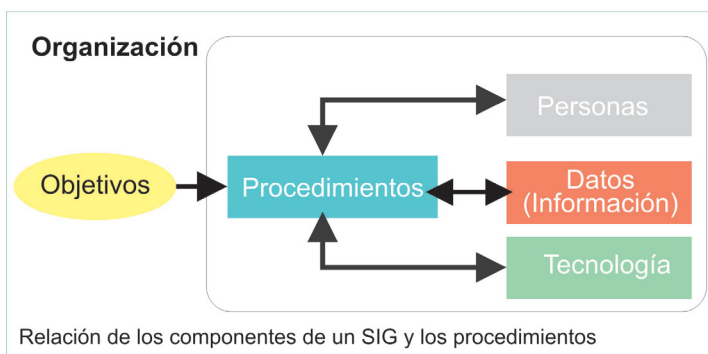 Organización
Personas
Objetivos
Procedimientos
Datos
(Información)
Tecnología
Relación de los componentes de un SIG y los procedimientos